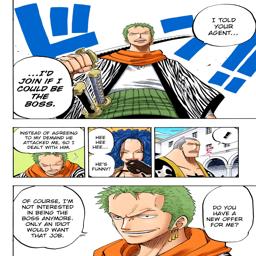 I TOLD
YOUR
AGENT...
...I'D
JOIN IF I
COULD BE
THE
BOSS.
INSTEAD OF AGREEING
TO MY DEMAND HE
ATTACKED ME, SO I
DEALT WITH HIM.
HEE
HEE
HEE...
HE'S
FUNNY?
OF COURSE, I'M
NOT INTERESTED
IN BEING
THE BOSS
ANYMORE.
ONLY AN
IDIOT WOULD
WANT THAT
JOB.
DO YOU
HAVE A
NEW OFFER
FOR ME?